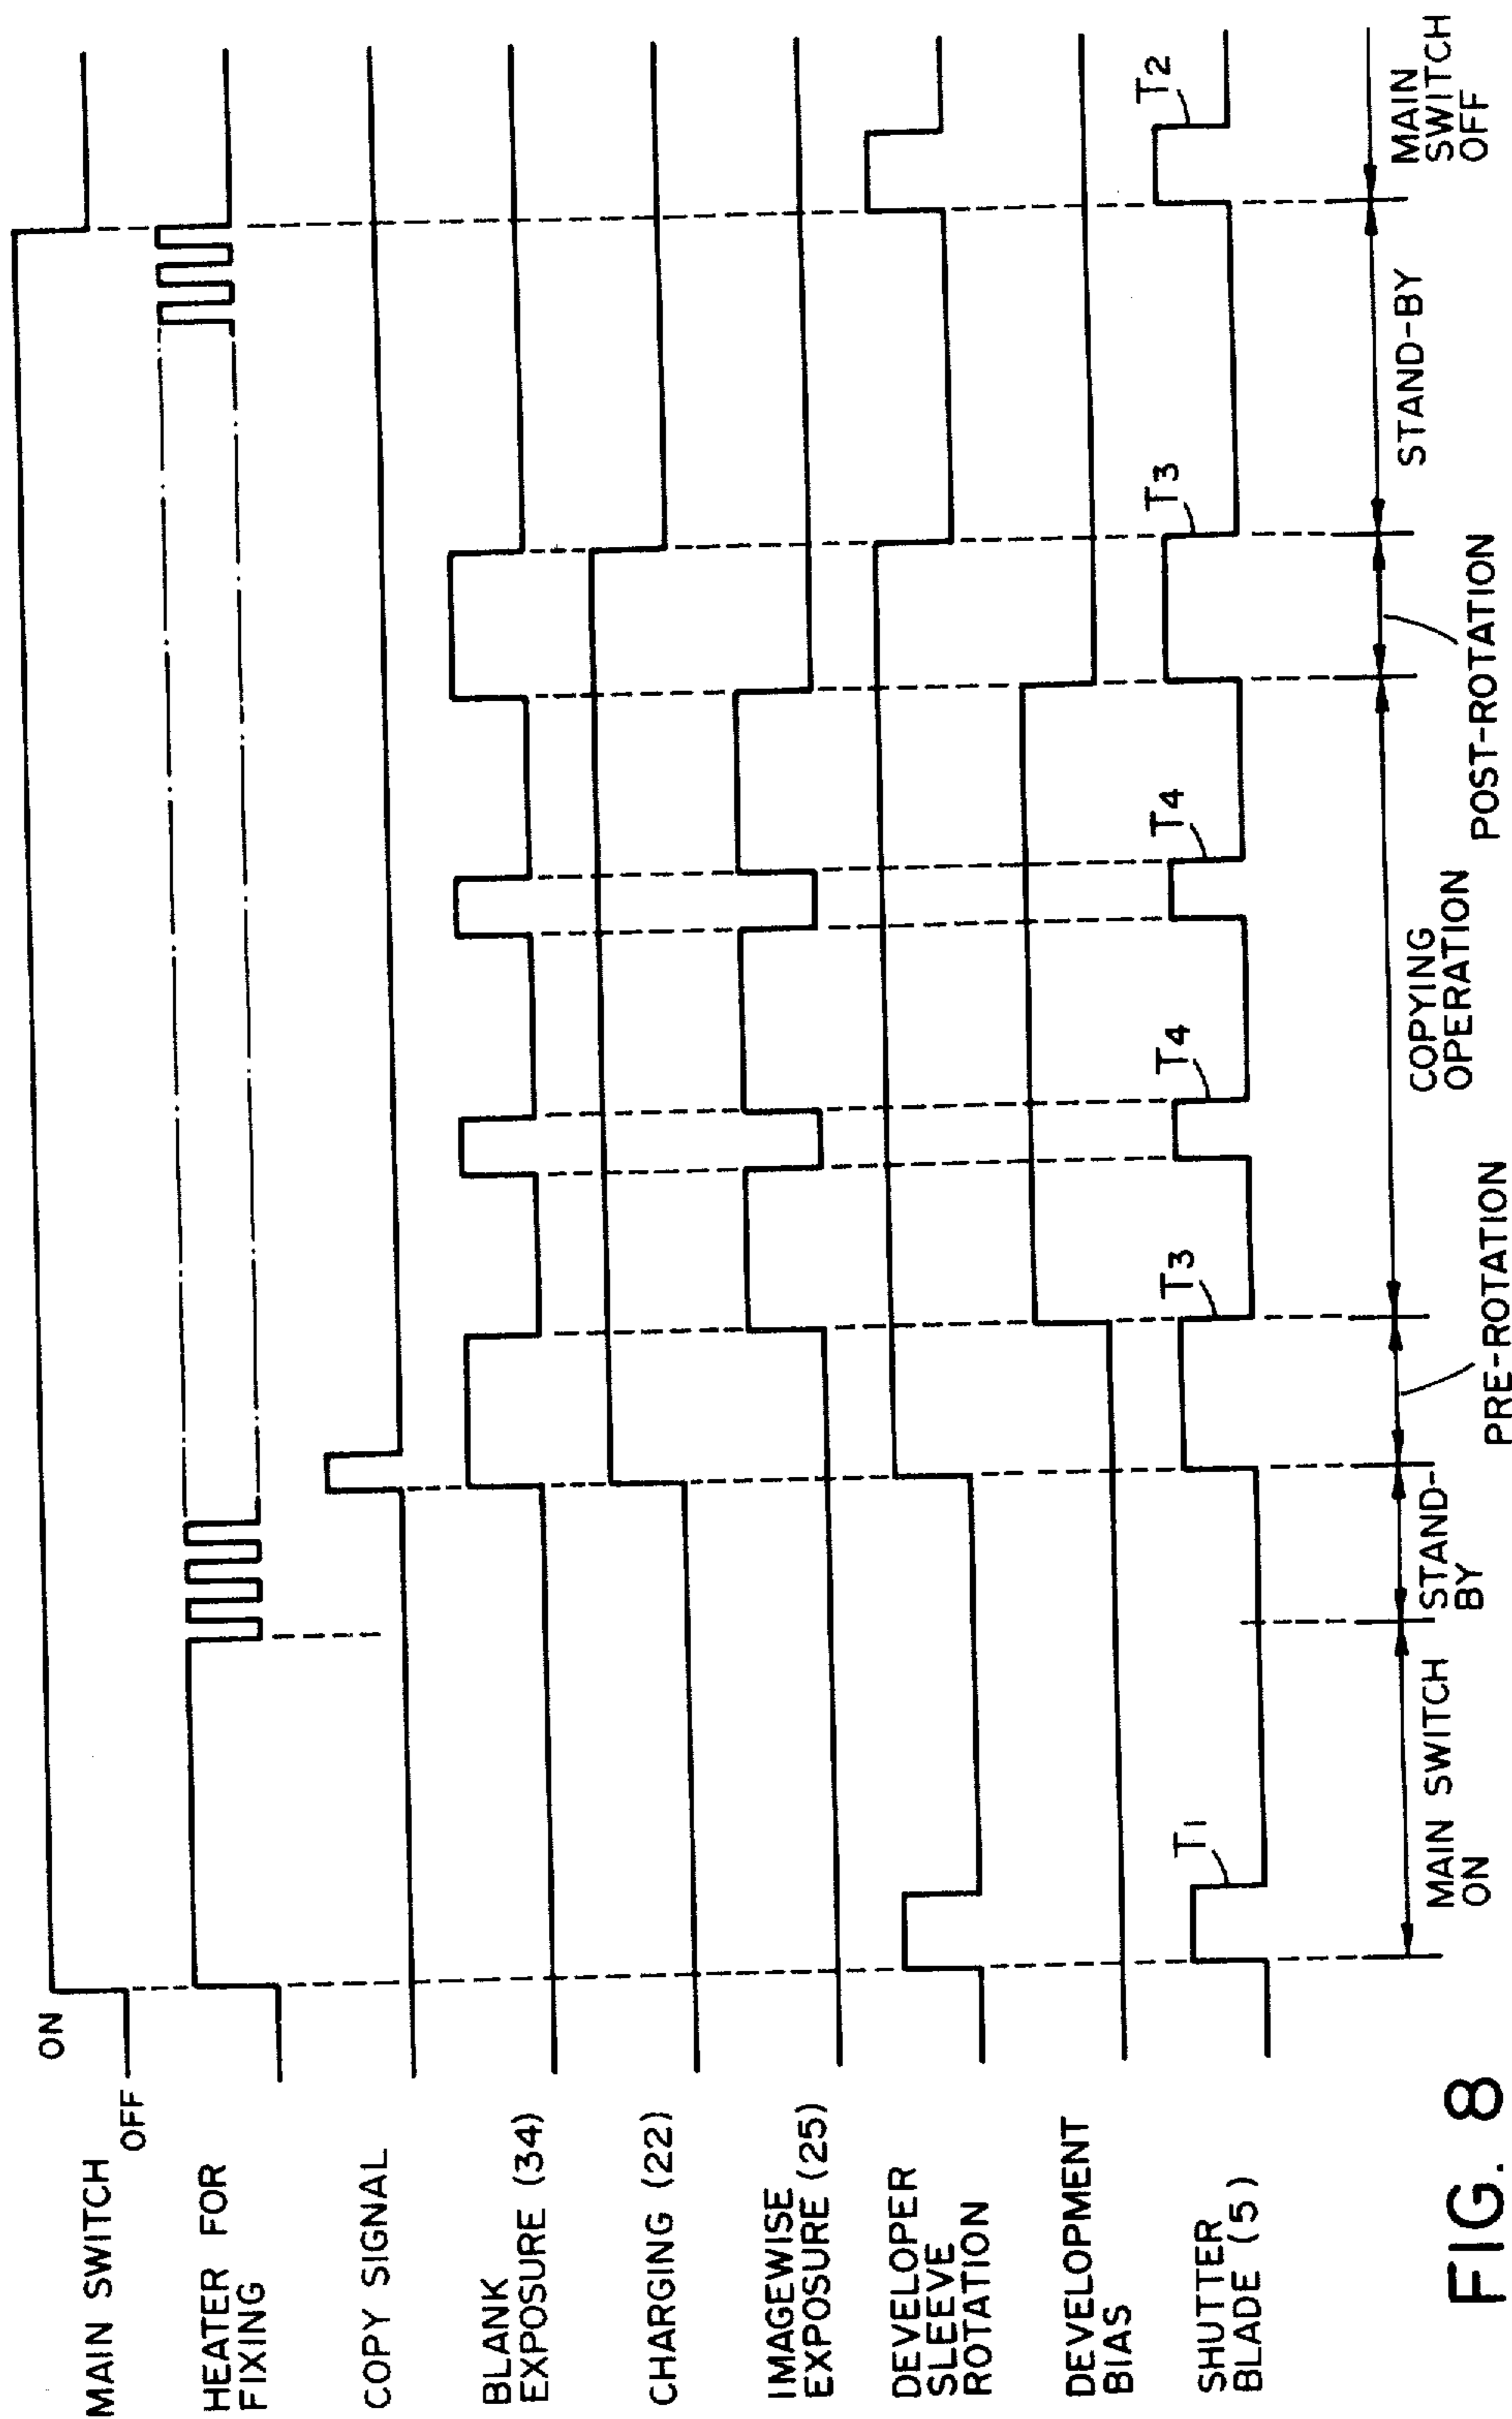 MAIN SWITCH
ON
OFF
HEATER FOR
FIXING
COPY SIGNAL
BLANK
EXPOSURE (34)
CHARGING (22)
IMAGEWISE
EXPOSURE (25)
DEVELOPER
SLEEVE
ROTATION
DEVELOPMENT
BIAS
SHUTTER
BLADE (5)
T1
T3
T4
T4
T3
T2
MAIN SWITCH
ON
STAND-
BY
PRE-ROTATION
COPYING
OPERATION
POST-ROTATION
STAND-BY
MAIN
SWITCH
OFF
FIG. 8